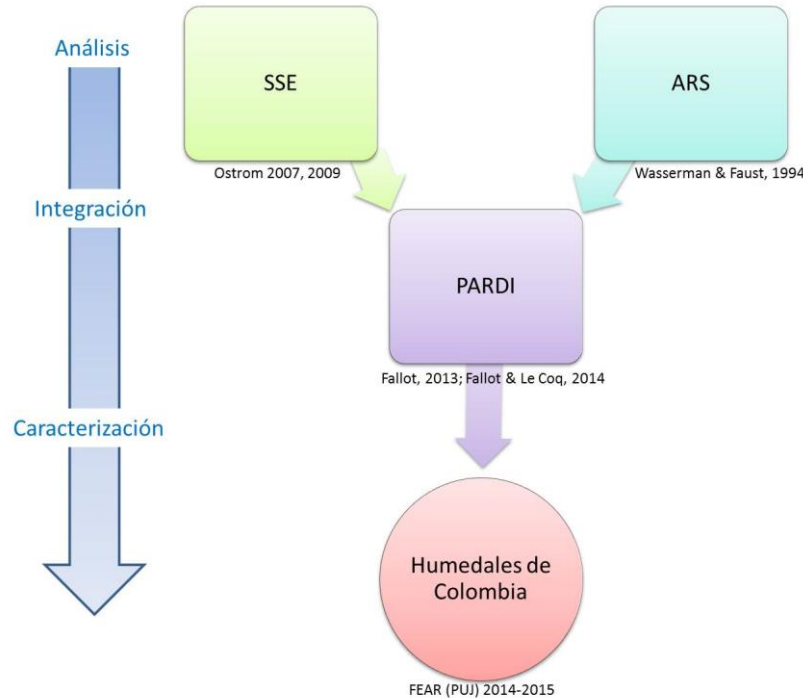 Análisis
SSE
ARS
Ostrom 2007, 2009
Wasserman & Faust, 1994
Integración
PARDI
Fallot, 2013; Fallot & Le Coq, 2014
Caracterización
Humedales de
Colombia
FEAR (PUJ) 2014-2015